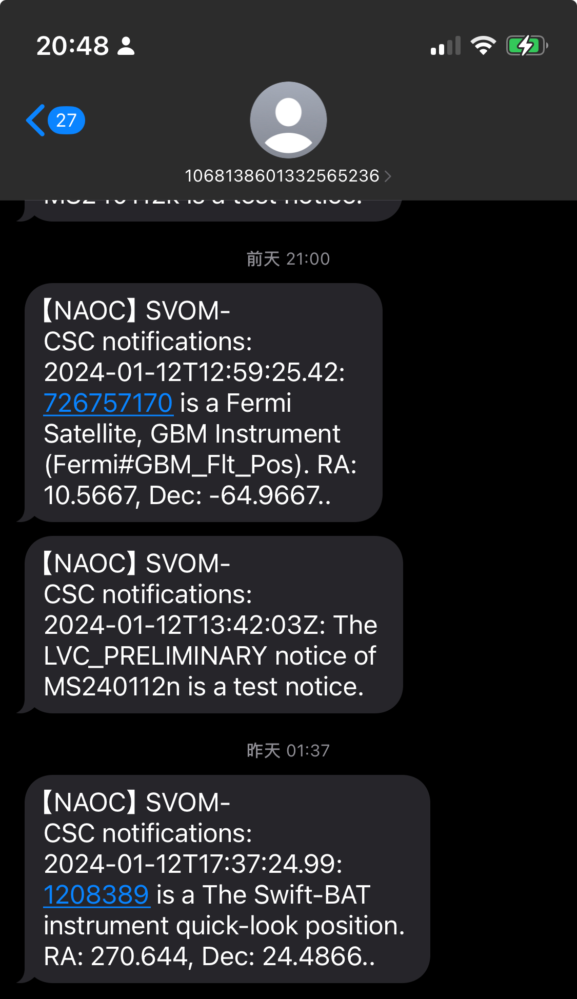 20:48
27
1068138601332565236
MS240112k is a test notice.
前天 21:00
【NAOC】SVOM-
CSC notifications:
2024-01-12T12:59:25.42:
726757170 is a Fermi
Satellite, GBM Instrument
(Fermi#GBM_Flt_Pos). RA:
10.5667, Dec: -64.9667..
【NAOC】SVOM-
CSC notifications:
2024-01-12T13:42:03Z: The
LVC_PRELIMINARY notice of
MS240112n is a test notice.
昨天 01:37
【NAOC】SVOM-
CSC notifications:
2024-01-12T17:37:24.99:
1208389 is a The Swift-BAT
instrument quick-look position.
RA: 270.644, Dec: 24.4866..